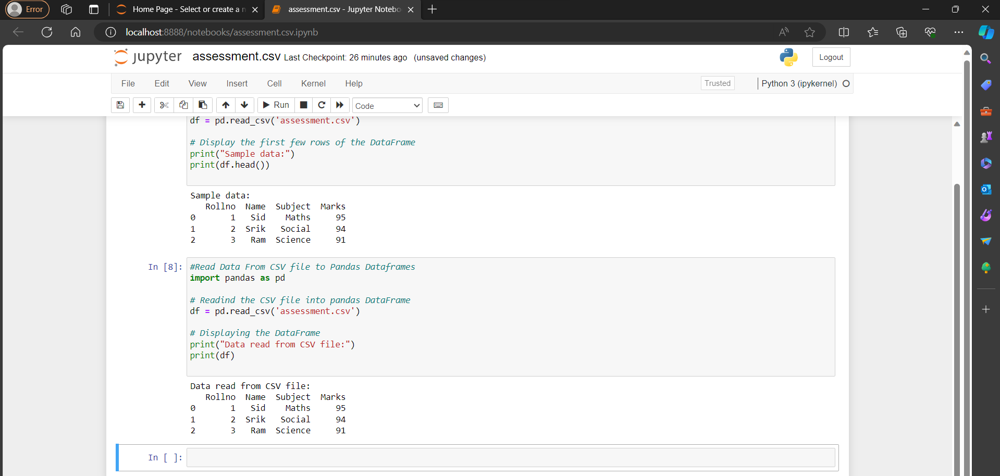 Error
Home Page - Select or create a n
assessment.csv - Jupyter Notebo
localhost:8888/notebooks/assessment.csv.ipynb
jupyter assessment.csv Last Checkpoint: 26 minutes ago (unsaved changes)
Logout
File Edit View Insert Cell Kernel Help
Trusted
Python 3 (ipykernel)
Run
Code
df = pd.read_csv('assessment.csv')
# Display the first few rows of the DataFrame
print("Sample data:")
print(df.head())
Sample data:
Rollno Name Subject Marks
0 1 Sid Maths 95
1 2 Srik Social 94
2 3 Ram Science 91
In [8]: #Read Data From CSV file to Pandas Dataframes
import pandas as pd
# Readind the CSV file into pandas DataFrame
df = pd.read_csv('assessment.csv')
# Displaying the DataFrame
print("Data read from CSV file:")
print(df)
Data read from CSV file:
Rollno Name Subject Marks
0 1 Sid Maths 95
1 2 Srik Social 94
2 3 Ram Science 91
In [ ]: